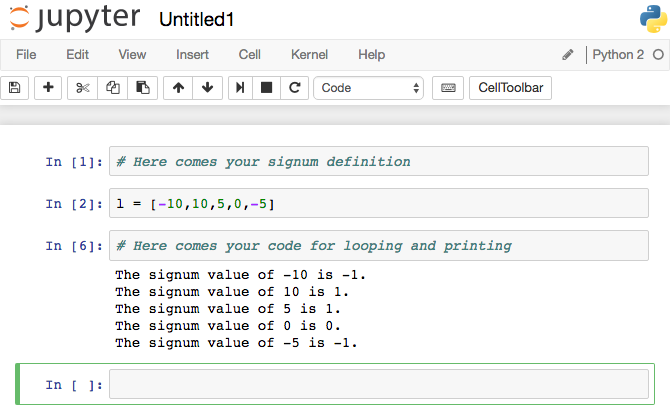 jupyter Untitled1
File Edit View Insert Cell Kernel Help Python 2
Code CellToolbar
In [1]: # Here comes your signum definition
In [2]: l = [-10,10,5,0,-5]
In [6]: # Here comes your code for looping and printing
The signum value of -10 is -1.
The signum value of 10 is 1.
The signum value of 5 is 1.
The signum value of 0 is 0.
The signum value of -5 is -1.
In [ ]: